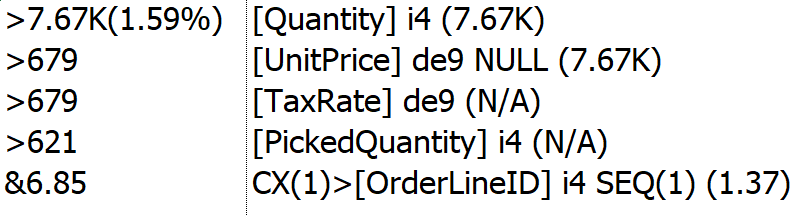 >7.67K(1.59%) [Quantity] i4 (7.67K)
>679 [UnitPrice] de9 NULL (7.67K)
>679 [TaxRate] de9 (N/A)
>621 [PickedQuantity] i4 (N/A)
&6.85 CX(1)>[OrderLineID] i4 SEQ(1) (1.37)